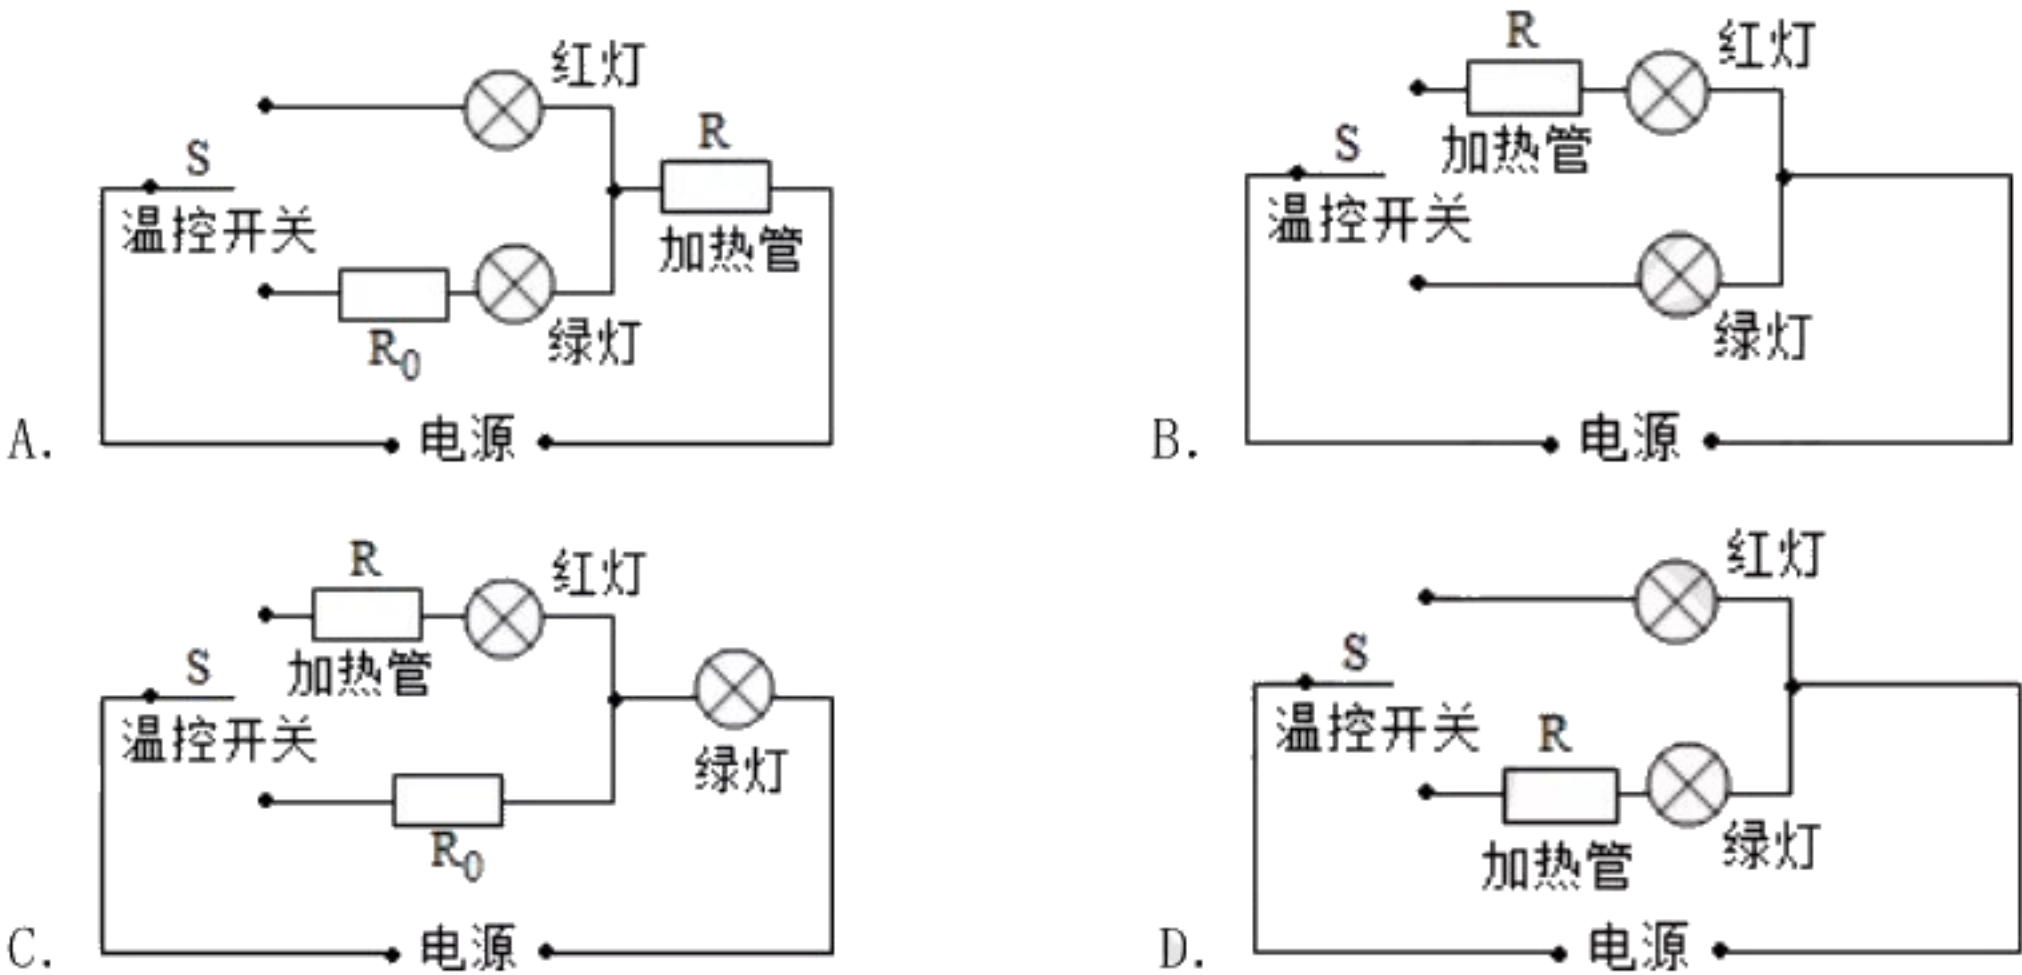 红灯
S
R
温控开关
加热管
R0
绿灯
A.
电源
R
红灯
S
加热管
温控开关
绿灯
B.
电源
R
红灯
S
加热管
温控开关
绿灯
R0
C.
电源
红灯
S
温控开关
R
绿灯
加热管
D.
电源